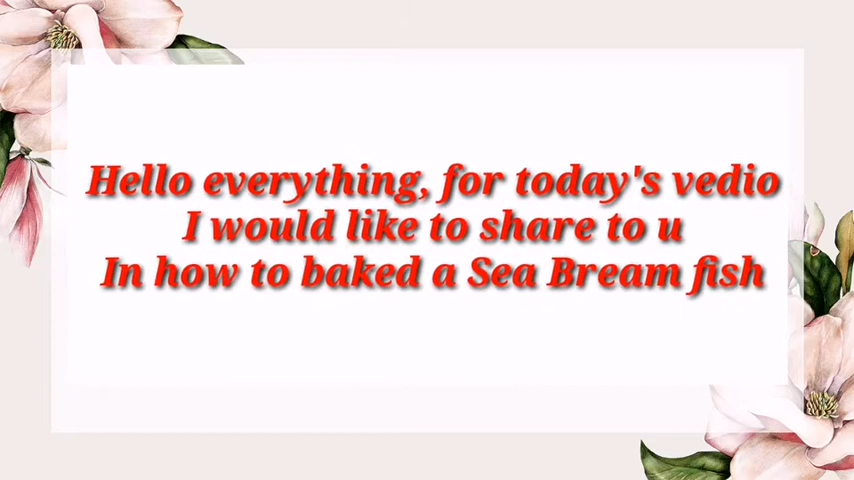 Hello everything, for today's vedio
I would like to share to u
In how to baked a Sea Bream fish